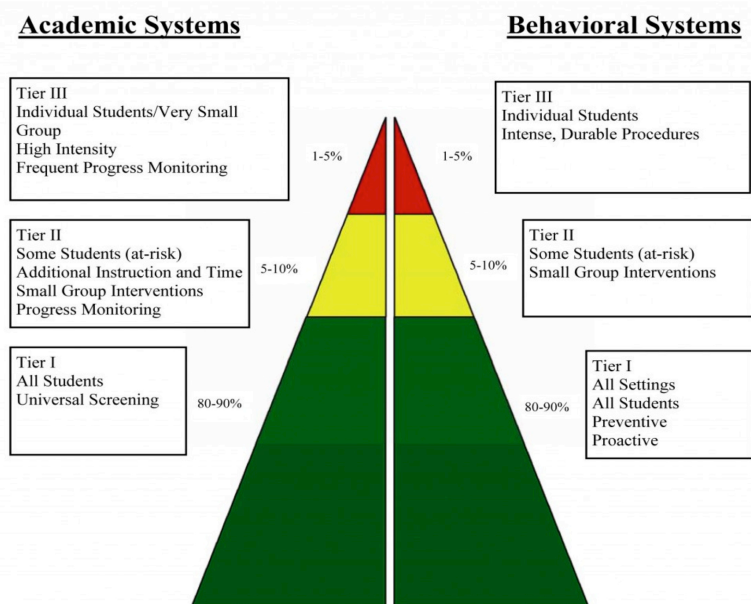 Academic Systems
Behavioral Systems
Tier III
Individual Students/Very Small
Group
High Intensity
Frequent Progress Monitoring
1-5%
1-5%
Tier III
Individual Students
Intense, Durable Procedures
Tier II
Some Students (at-risk)
Additional Instruction and Time
Small Group Interventions
Progress Monitoring
5-10%
5-10%
Tier II
Some Students (at-risk)
Small Group Interventions
Tier I
All Students
Universal Screening
80-90%
80-90%
Tier I
All Settings
All Students
Preventive
Proactive